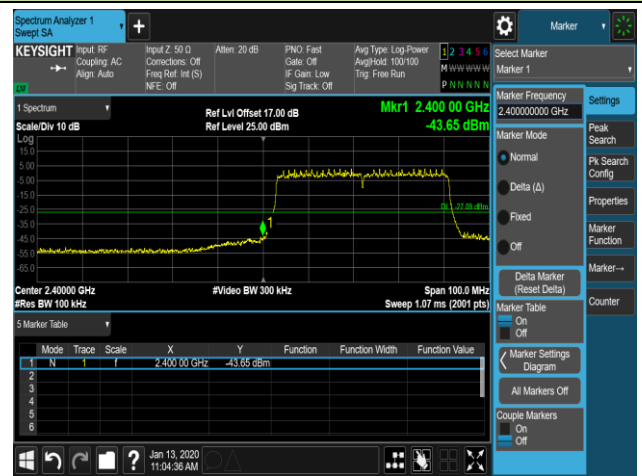 Spectrum Analyzer 1
Swept SA
Marker
KEYSIGHT
Input: RF
Coupling: AC
Align: Auto
Input Z: 50 Ω
Corrections: Off
Freq Ref: Int (S)
NFE: Off
Atten: 20 dB
PNO: Fast
Gate: Off
IF Gain: Low
Sig Track: Off
Avg Type: Log-Power
Avg|Hold: 100/100
Trig: Free Run
1 2 3 4 5 6
M W W W W W
P N N N N N
LXI
Select Marker
Marker 1
1 Spectrum
Scale/Div 10 dB
Ref Lvl Offset 17.00 dB
Ref Level 25.00 dBm
Mkr1 2.400 00 GHz
-43.65 dBm
Log
15.0
5.00
-5.00
-15.0
-25.0
-35.0
-45.0
-55.0
-65.0
1
DL1 -27.09 dBm
Center 2.40000 GHz
#Res BW 100 kHz
#Video BW 300 kHz
Span 100.0 MHz
Sweep 1.07 ms (2001 pts)
5 Marker Table
Mode Trace Scale X Y Function Function Width Function Value
1 N 1 f 2.400 00 GHz -43.65 dBm
2
3
4
5
6
Marker Frequency
2.400000000 GHz
Marker Mode
Normal
Delta (Δ)
Fixed
Off
Delta Marker
(Reset Delta)
Marker Table
On
Off
Marker Settings
Diagram
All Markers Off
Couple Markers
On
Off
Settings
Peak
Search
Pk Search
Config
Properties
Marker
Function
Marker→
Counter
Jan 13, 2020
11:04:36 AM